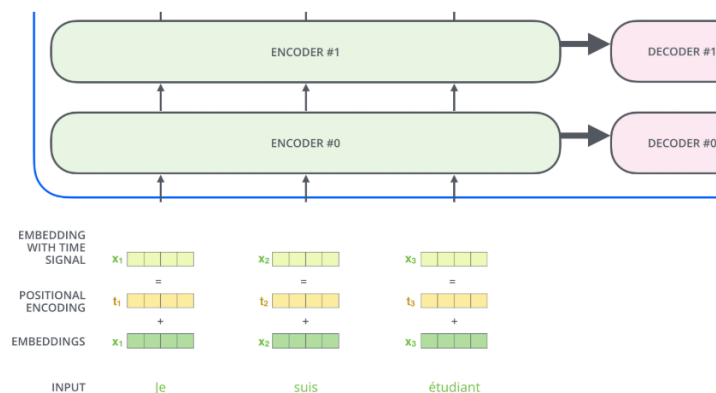 ENCODER #1
DECODER #1
ENCODER #0
DECODER #0
EMBEDDING
WITH TIME
SIGNAL
x₁
x₂
x₃
=
=
=
POSITIONAL
ENCODING
t₁
t₂
t₃
+
+
+
EMBEDDINGS
x₁
x₂
x₃
INPUT
Je
suis
étudiant